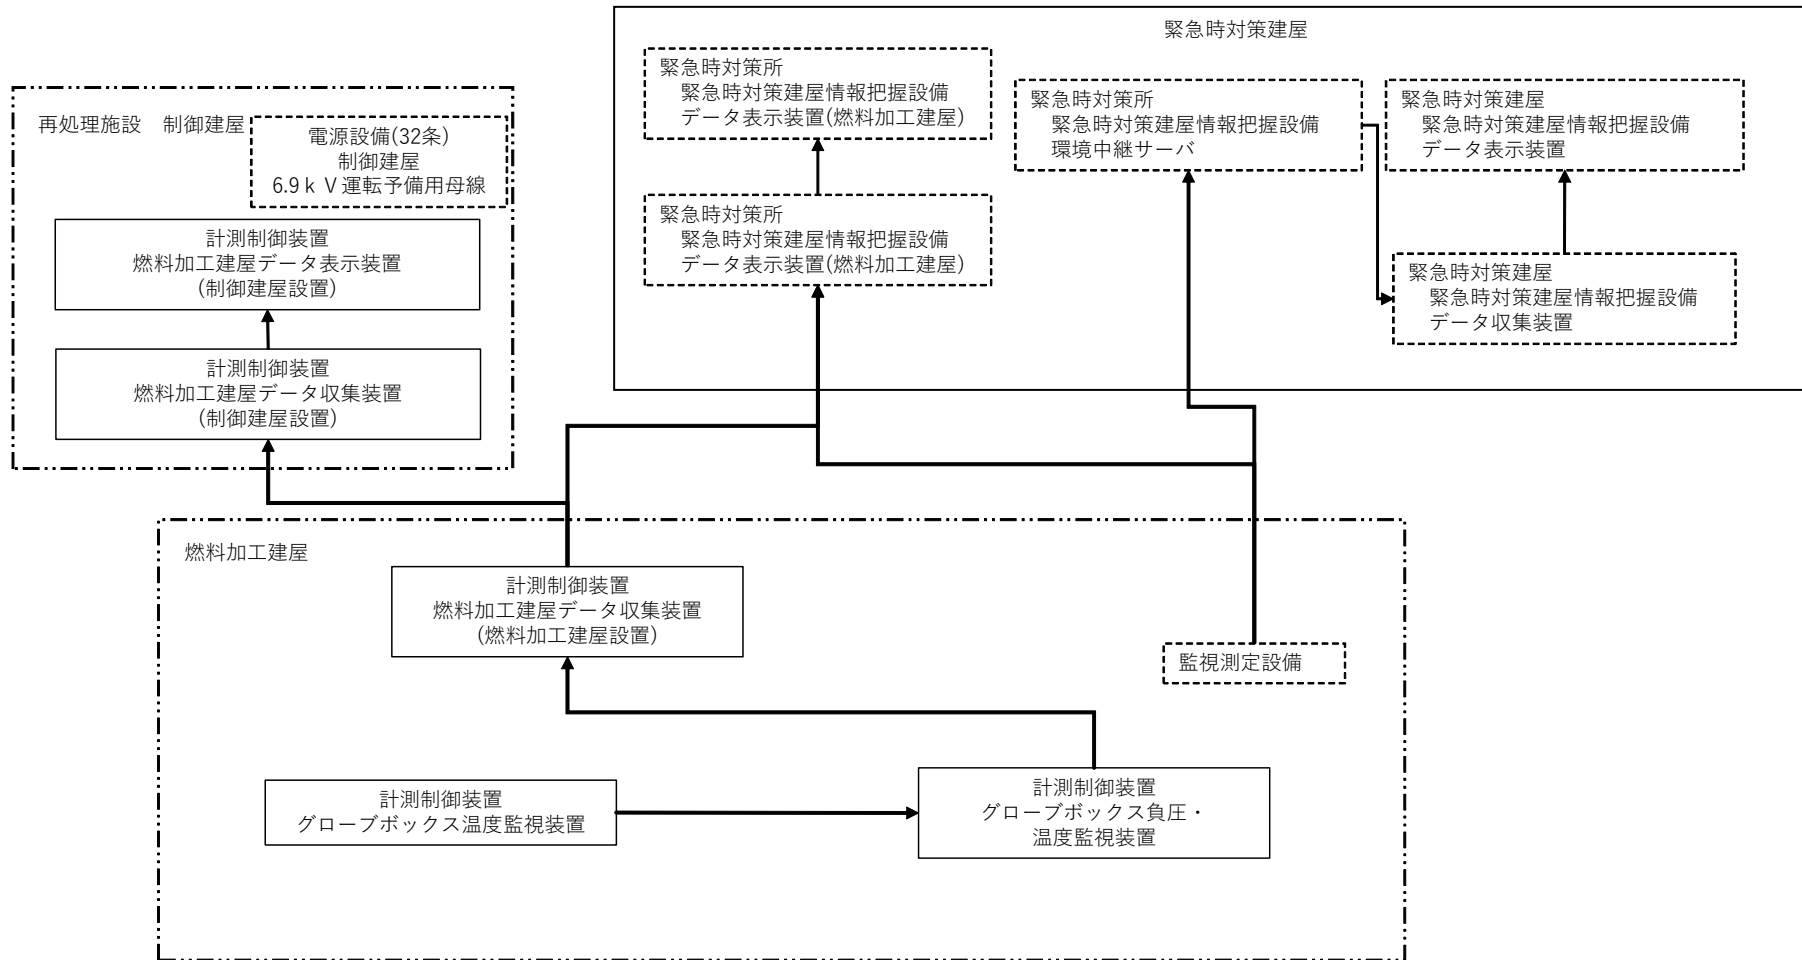 緊急時対策建屋
緊急時対策所
緊急時対策建屋情報把握設備
データ表示装置(燃料加工建屋)
緊急時対策所
緊急時対策建屋情報把握設備
環境中継サーバ
緊急時対策建屋
緊急時対策建屋情報把握設備
データ表示装置
再処理施設　制御建屋
電源設備(32条)
制御建屋
6.9ｋＶ運転予備用母線
緊急時対策所
緊急時対策建屋情報把握設備
データ表示装置(燃料加工建屋)
計測制御装置
燃料加工建屋データ表示装置
(制御建屋設置)
緊急時対策建屋
緊急時対策建屋情報把握設備
データ収集装置
計測制御装置
燃料加工建屋データ収集装置
(制御建屋設置)
燃料加工建屋
計測制御装置
燃料加工建屋データ収集装置
(燃料加工建屋設置)
監視測定設備
計測制御装置
グローブボックス温度監視装置
計測制御装置
グローブボックス負圧・
温度監視装置